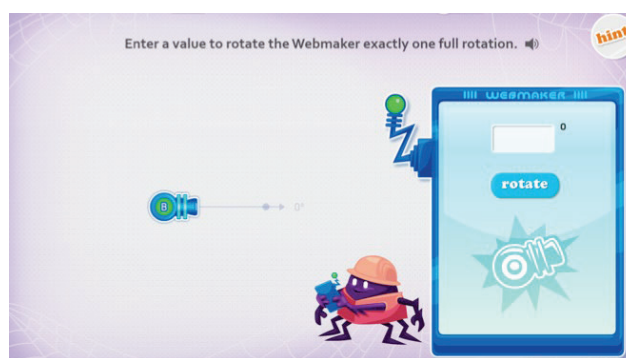 Enter a value to rotate the Webmaker exactly one full rotation.
hint
WEBMAKER
0
rotate
B
0°